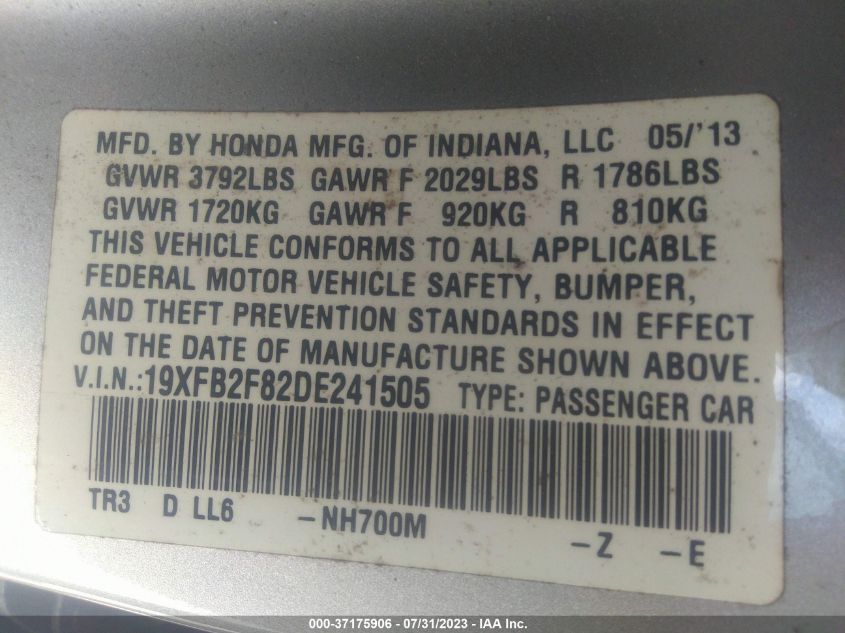 MFD. BY HONDA MFG. OF INDIANA, LLC 05/'13
GVWR 3792LBS GAWR F 2029LBS R 1786LBS
GVWR 1720KG GAWR F 920KG R 810KG
THIS VEHICLE CONFORMS TO ALL APPLICABLE
FEDERAL MOTOR VEHICLE SAFETY, BUMPER,
AND THEFT PREVENTION STANDARDS IN EFFECT
ON THE DATE OF MANUFACTURE SHOWN ABOVE.
V.I.N.:19XFB2F82DE241505 TYPE: PASSENGER CAR
TR3 D LL6 –NH700M –Z –E
000-37175906 / 07/31/2023 - IAA Inc.